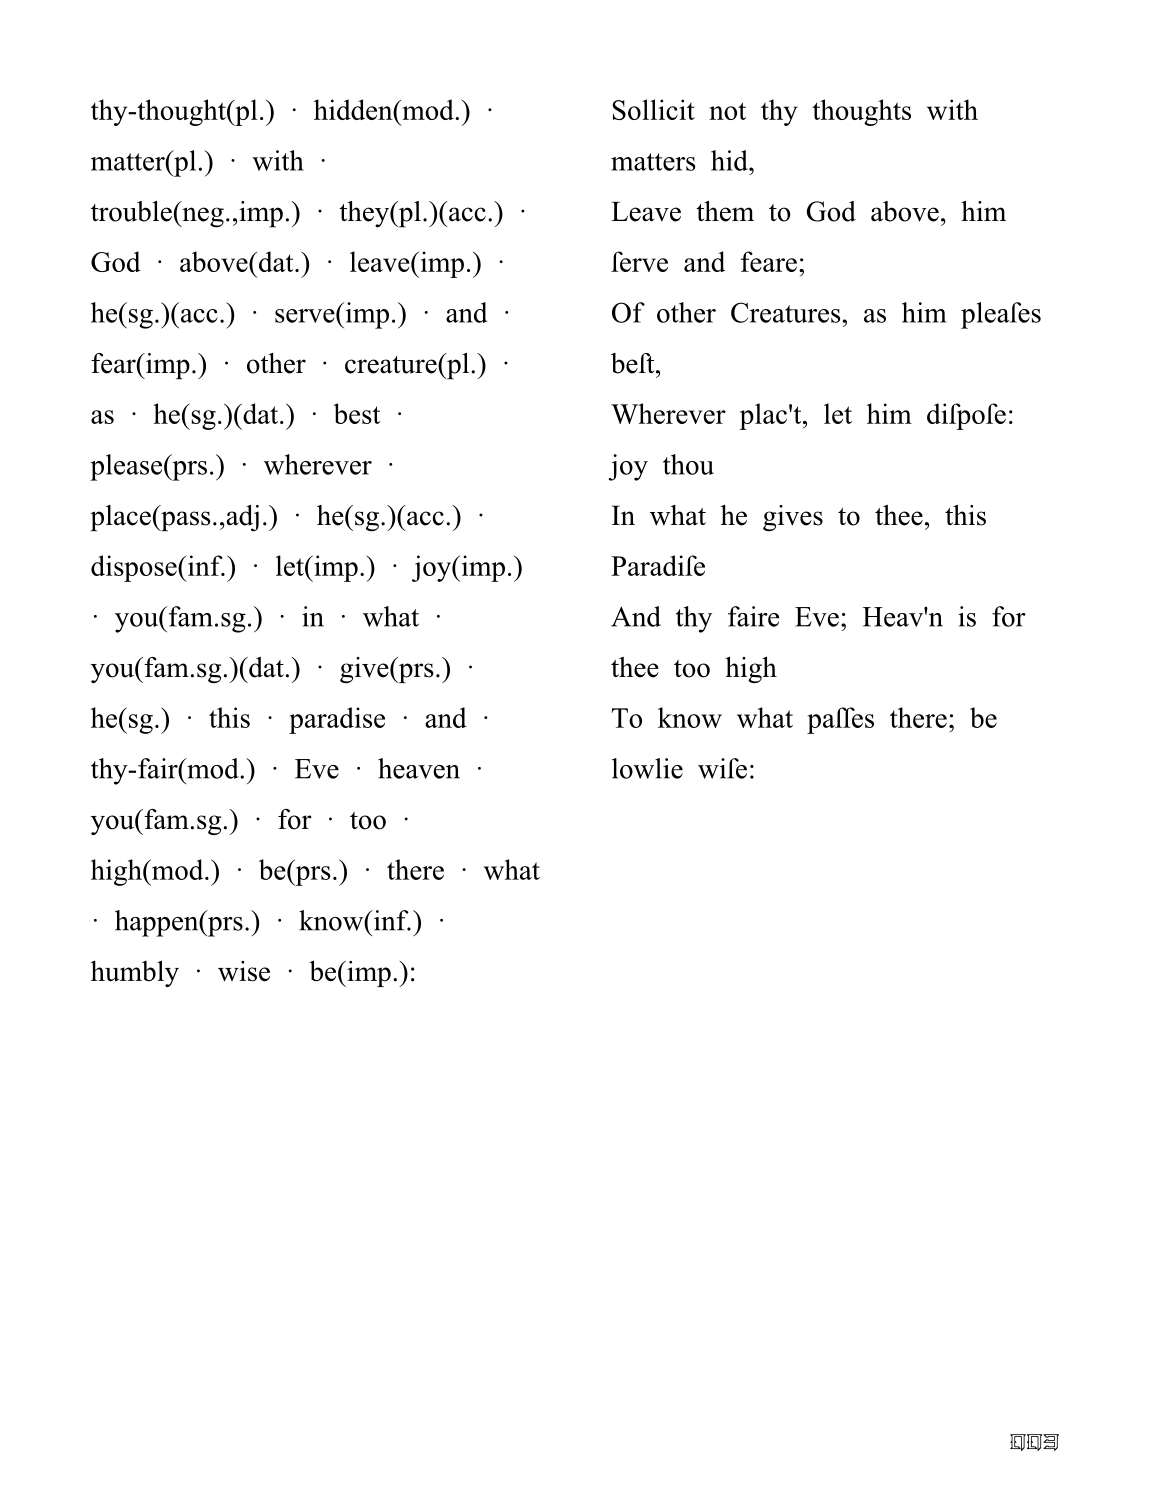 thy-thought(pl.) · hidden(mod.) ·
matter(pl.) · with ·
trouble(neg.,imp.) · they(pl.)(acc.) ·
God · above(dat.) · leave(imp.) ·
he(sg.)(acc.) · serve(imp.) · and ·
fear(imp.) · other · creature(pl.) ·
as · he(sg.)(dat.) · best ·
please(prs.) · wherever ·
place(pass.,adj.) · he(sg.)(acc.) ·
dispose(inf.) · let(imp.) · joy(imp.)
· you(fam.sg.) · in · what ·
you(fam.sg.)(dat.) · give(prs.) ·
he(sg.) · this · paradise · and ·
thy-fair(mod.) · Eve · heaven ·
you(fam.sg.) · for · too ·
high(mod.) · be(prs.) · there · what
· happen(prs.) · know(inf.) ·
humbly · wise · be(imp.):
Sollicit not thy thoughts with
matters hid,
Leave them to God above, him
ſerve and feare;
Of other Creatures, as him pleaſes
beſt,
Wherever plac't, let him diſpoſe:
joy thou
In what he gives to thee, this
Paradiſe
And thy faire Eve; Heav'n is for
thee too high
To know what paſſes there; be
lowlie wiſe: